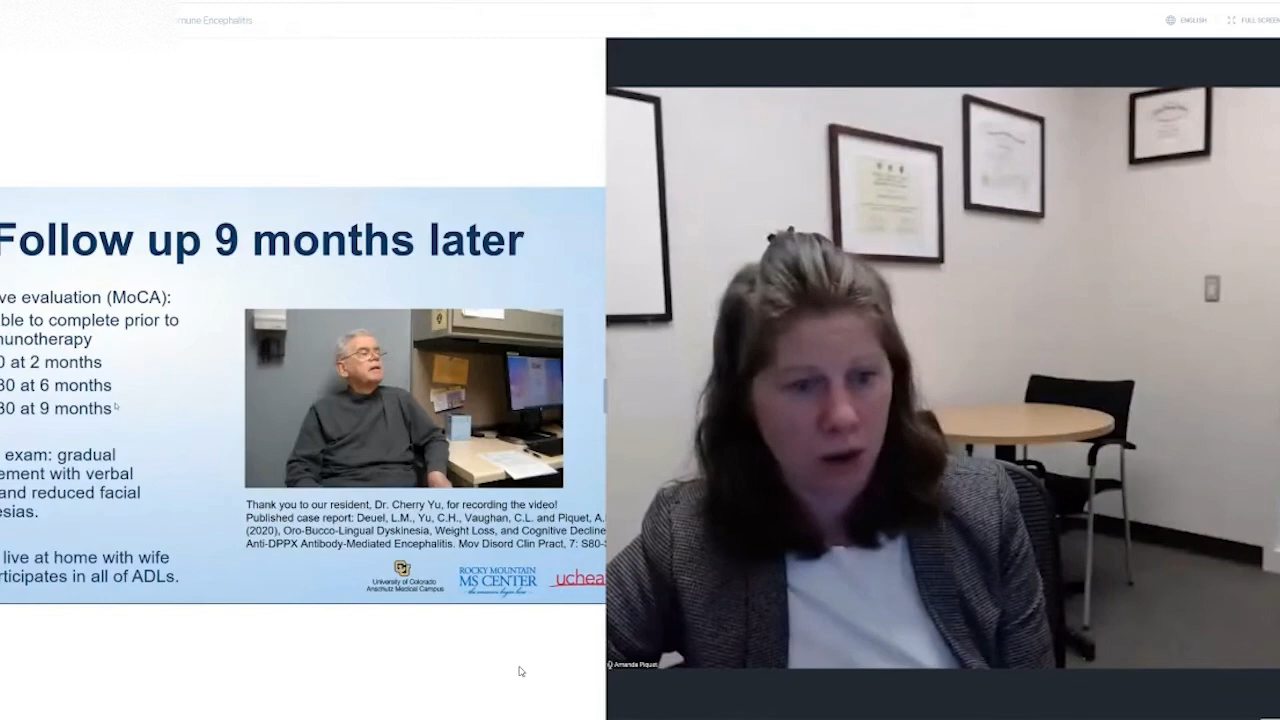 mune Encephalitis
ENGLISH
FULL SCREEN
Follow up 9 months later
ve evaluation (MoCA):
ble to complete prior to
munotherapy
0 at 2 months
30 at 6 months
30 at 9 months
exam: gradual
ement with verbal
and reduced facial
esias.
live at home with wife
rticipates in all of ADLs.
Thank you to our resident, Dr. Cherry Yu, for recording the video!
Published case report: Deuel, L.M., Yu, C.H., Vaughan, C.L. and Piquet, A.
(2020), Oro-Bucco-Lingual Dyskinesia, Weight Loss, and Cognitive Decline
Anti-DPPX Antibody-Mediated Encephalitis. Mov Disord Clin Pract, 7: S80-
University of Colorado
Anschutz Medical Campus
ROCKY MOUNTAIN
MS CENTER
the answers begin here
uchea
Amanda Piquet